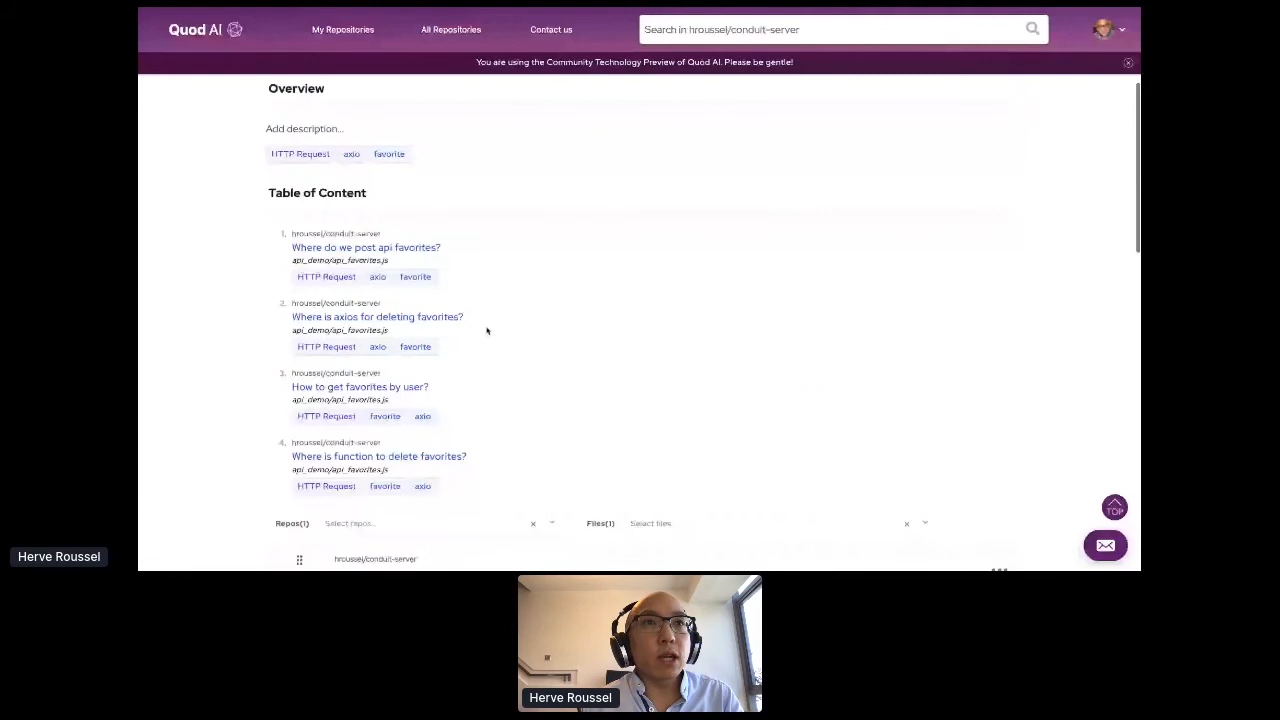 Quod AI My Repositories All Repositories Contact us Search in hroussel/conduit-server
You are using the Community Technology Preview of Quod AI. Please be gentle!
Overview
Add description...
HTTP Request axio favorite
Table of Content
1. hroussel/conduit-server
Where do we post api favorites?
api_demo/api_favorites.js
HTTP Request axio favorite
2. hroussel/conduit-server
Where is axios for deleting favorites?
api_demo/api_favorites.js
HTTP Request axio favorite
3. hroussel/conduit-server
How to get favorites by user?
api_demo/api_favorites.js
HTTP Request favorite axio
4. hroussel/conduit-server
Where is function to delete favorites?
api_demo/api_favorites.js
HTTP Request favorite axio
TOP
Repos(1) Select repos... Files(1) Select files
hroussel/conduit-server
Herve Roussel
Herve Roussel